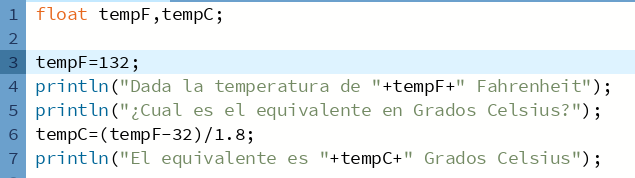 1 float tempF,tempC;
2
3 tempF=132;
4 println("Dada la temperatura de "+tempF+" Fahrenheit");
5 println("¿Cual es el equivalente en Grados Celsius?");
6 tempC=(tempF-32)/1.8;
7 println("El equivalente es "+tempC+" Grados Celsius");